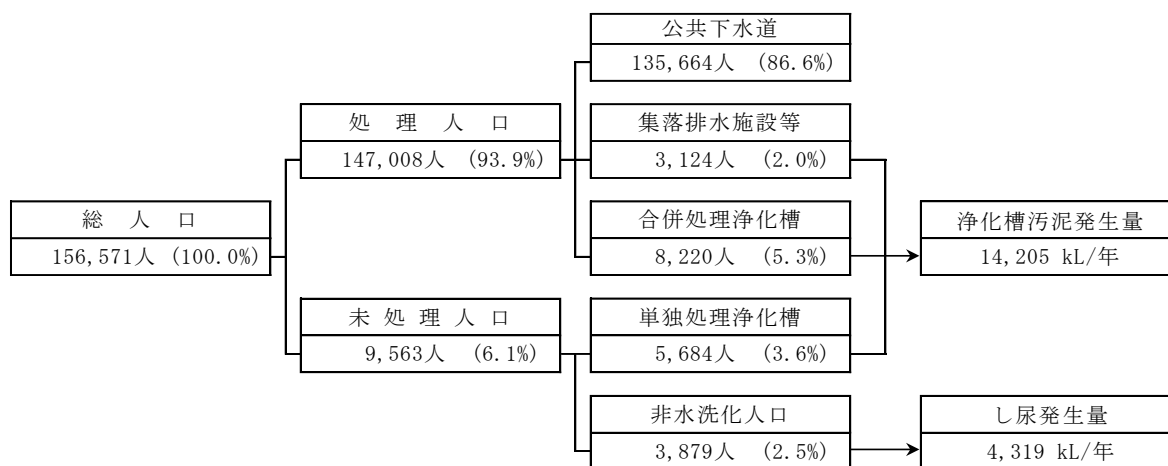 総人口
156,571人 (100.0%)
処理人口
147,008人 (93.9%)
未処理人口
9,563人 (6.1%)
公共下水道
135,664人 (86.6%)
集落排水施設等
3,124人 (2.0%)
合併処理浄化槽
8,220人 (5.3%)
単独処理浄化槽
5,684人 (3.6%)
非水洗化人口
3,879人 (2.5%)
浄化槽汚泥発生量
14,205 kL/年
し尿発生量
4,319 kL/年